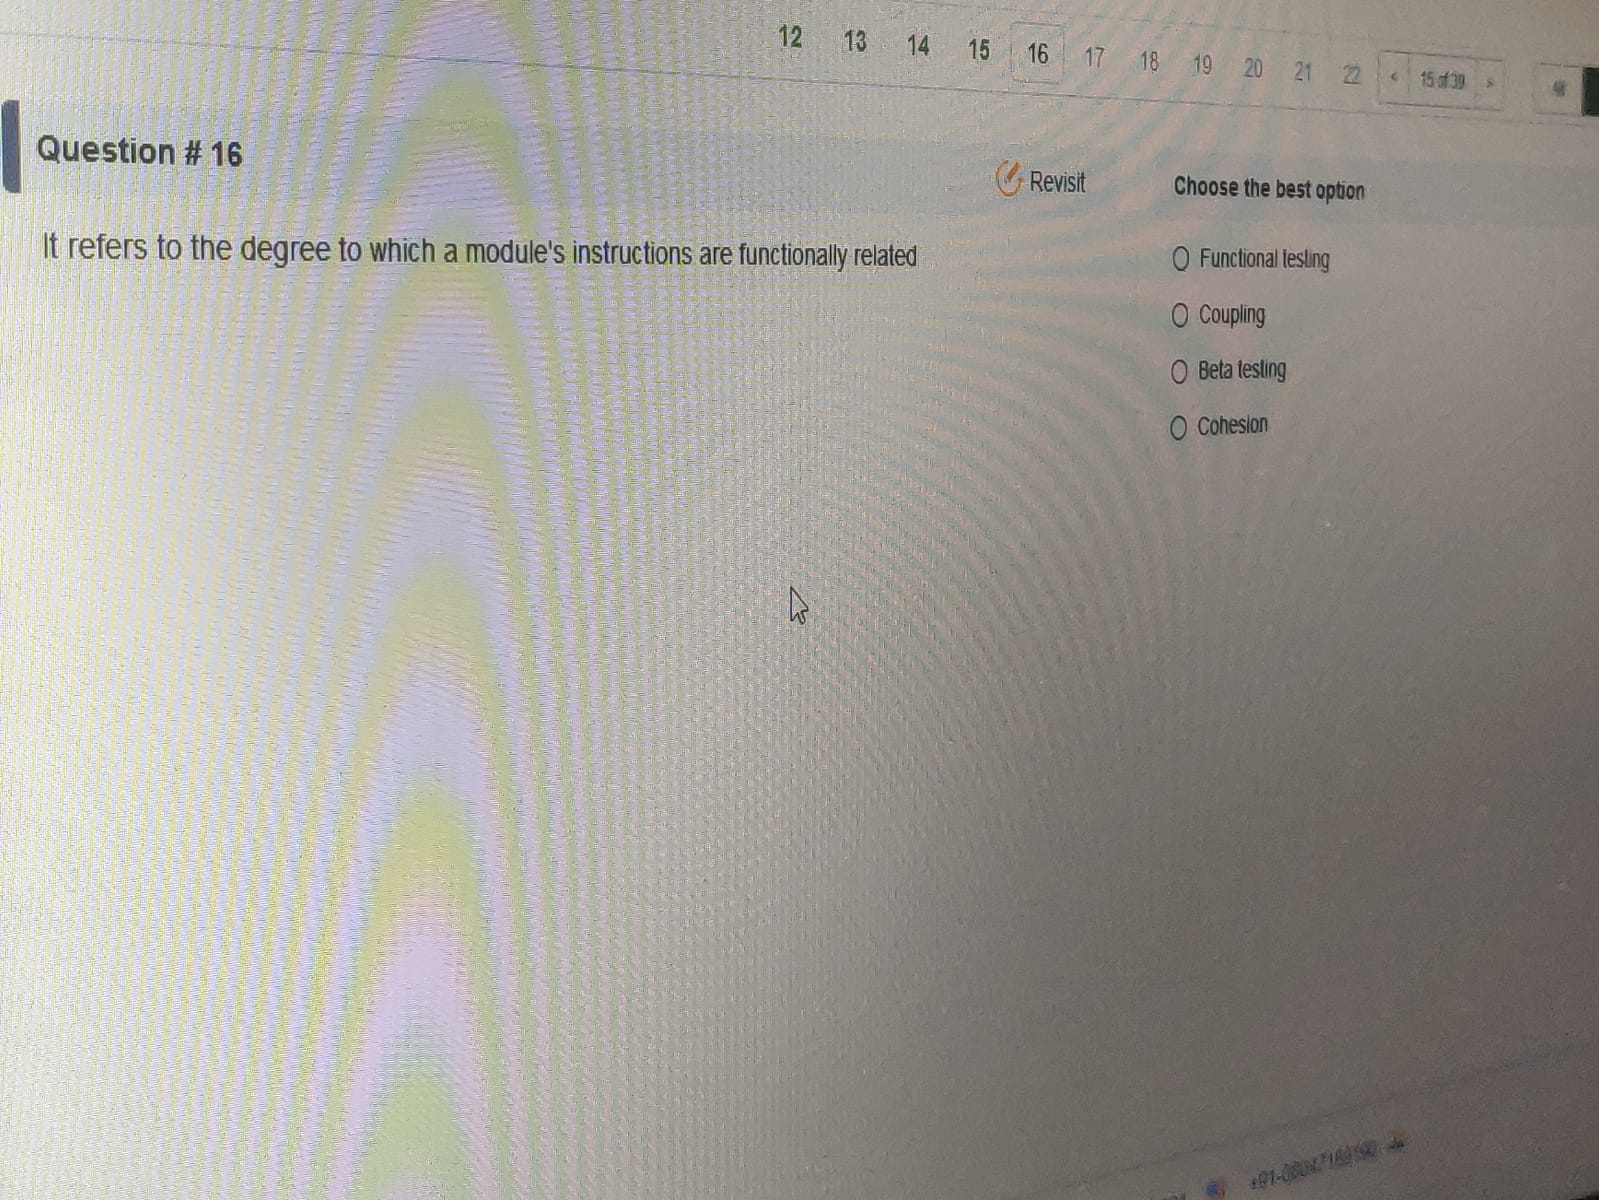 12 13 14 15 16 17 18 19 20 21 22 < 15 of 39 > All
Question # 16
Revisit
Choose the best option
It refers to the degree to which a module's instructions are functionally related
Functional testing
Coupling
Beta testing
Cohesion